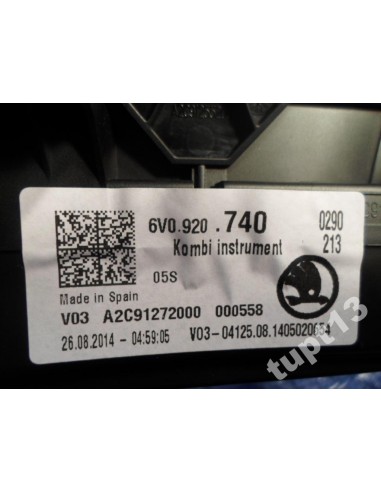 6V0.920 .740 0290
Kombi instrument 213
05S
Made in Spain
V03 A2C91272000 000558
26.08.2014 - 04:59:05 V03-04125.08.1405020654
tupt13